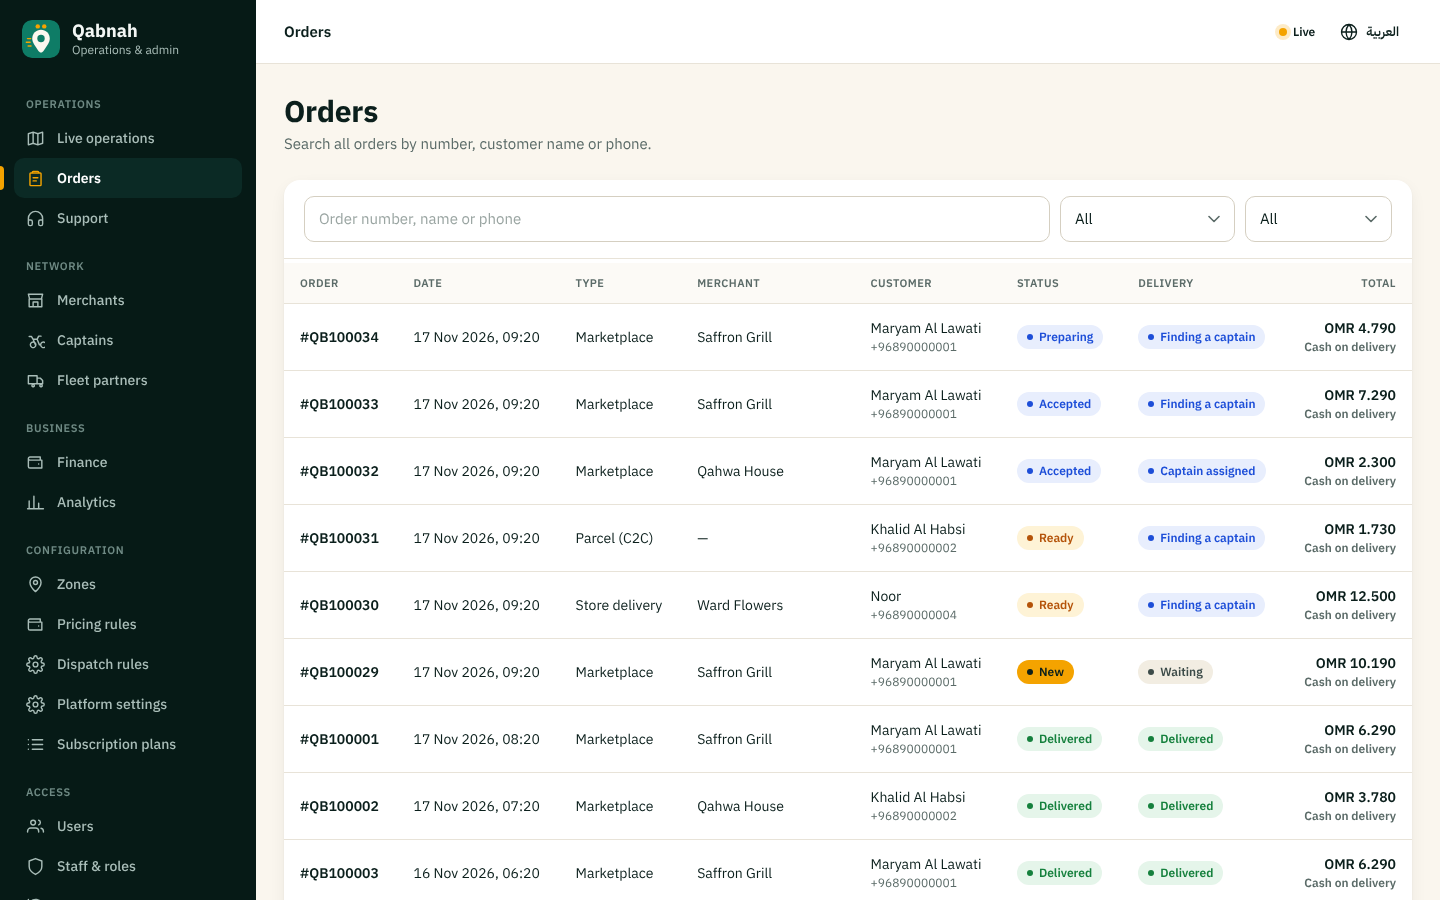 Qabnah
Operations & admin
OPERATIONS
Live operations
Orders
Support
NETWORK
Merchants
Captains
Fleet partners
BUSINESS
Finance
Analytics
CONFIGURATION
Zones
Pricing rules
Dispatch rules
Platform settings
Subscription plans
ACCESS
Users
Staff & roles
Orders
Live
العربية
Orders
Search all orders by number, customer name or phone.
Order number, name or phone
All
All
ORDER DATE TYPE MERCHANT CUSTOMER STATUS DELIVERY TOTAL
#QB100034 17 Nov 2026, 09:20 Marketplace Saffron Grill Maryam Al Lawati Preparing Finding a captain OMR 4.790
+96890000001 Cash on delivery
#QB100033 17 Nov 2026, 09:20 Marketplace Saffron Grill Maryam Al Lawati Accepted Finding a captain OMR 7.290
+96890000001 Cash on delivery
#QB100032 17 Nov 2026, 09:20 Marketplace Qahwa House Maryam Al Lawati Accepted Captain assigned OMR 2.300
+96890000001 Cash on delivery
#QB100031 17 Nov 2026, 09:20 Parcel (C2C) — Khalid Al Habsi Ready Finding a captain OMR 1.730
+96890000002 Cash on delivery
#QB100030 17 Nov 2026, 09:20 Store delivery Ward Flowers Noor Ready Finding a captain OMR 12.500
+96890000004 Cash on delivery
#QB100029 17 Nov 2026, 09:20 Marketplace Saffron Grill Maryam Al Lawati New Waiting OMR 10.190
+96890000001 Cash on delivery
#QB100001 17 Nov 2026, 08:20 Marketplace Saffron Grill Maryam Al Lawati Delivered Delivered OMR 6.290
+96890000001 Cash on delivery
#QB100002 17 Nov 2026, 07:20 Marketplace Qahwa House Khalid Al Habsi Delivered Delivered OMR 3.780
+96890000002 Cash on delivery
#QB100003 16 Nov 2026, 06:20 Marketplace Saffron Grill Maryam Al Lawati Delivered Delivered OMR 6.290
+96890000001 Cash on delivery